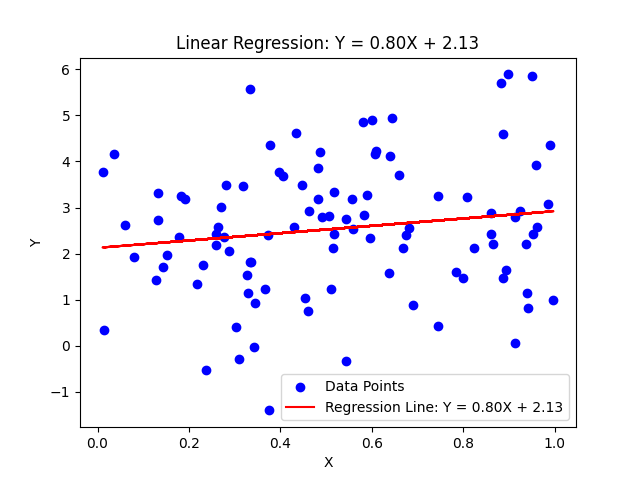 Linear Regression: Y = 0.80X + 2.13
6
5
4
3
2
1
0
−1
Y
Data Points
Regression Line: Y = 0.80X + 2.13
0.0 0.2 0.4 0.6 0.8 1.0
X